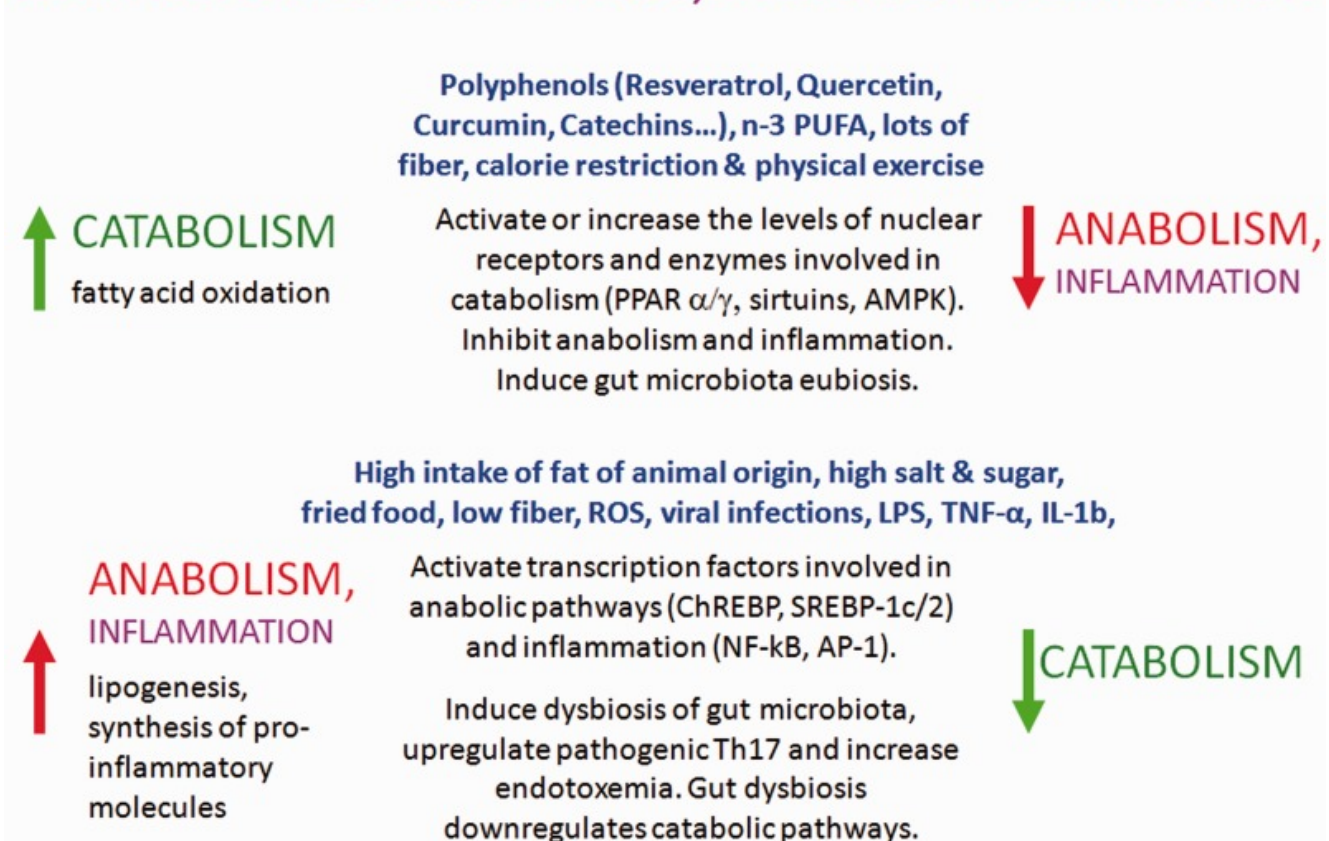 Polyphenols (Resveratrol, Quercetin,
Curcumin, Catechins...), n-3 PUFA, lots of
fiber, calorie restriction & physical exercise
CATABOLISM
fatty acid oxidation
Activate or increase the levels of nuclear
receptors and enzymes involved in
catabolism (PPAR α/γ, sirtuins, AMPK).
Inhibit anabolism and inflammation.
Induce gut microbiota eubiosis.
ANABOLISM,
INFLAMMATION
High intake of fat of animal origin, high salt & sugar,
fried food, low fiber, ROS, viral infections, LPS, TNF-α, IL-1b,
ANABOLISM,
INFLAMMATION
lipogenesis,
synthesis of pro-
inflammatory
molecules
Activate transcription factors involved in
anabolic pathways (ChREBP, SREBP-1c/2)
and inflammation (NF-kB, AP-1).
Induce dysbiosis of gut microbiota,
upregulate pathogenic Th17 and increase
endotoxemia. Gut dysbiosis
downregulates catabolic pathways.
CATABOLISM